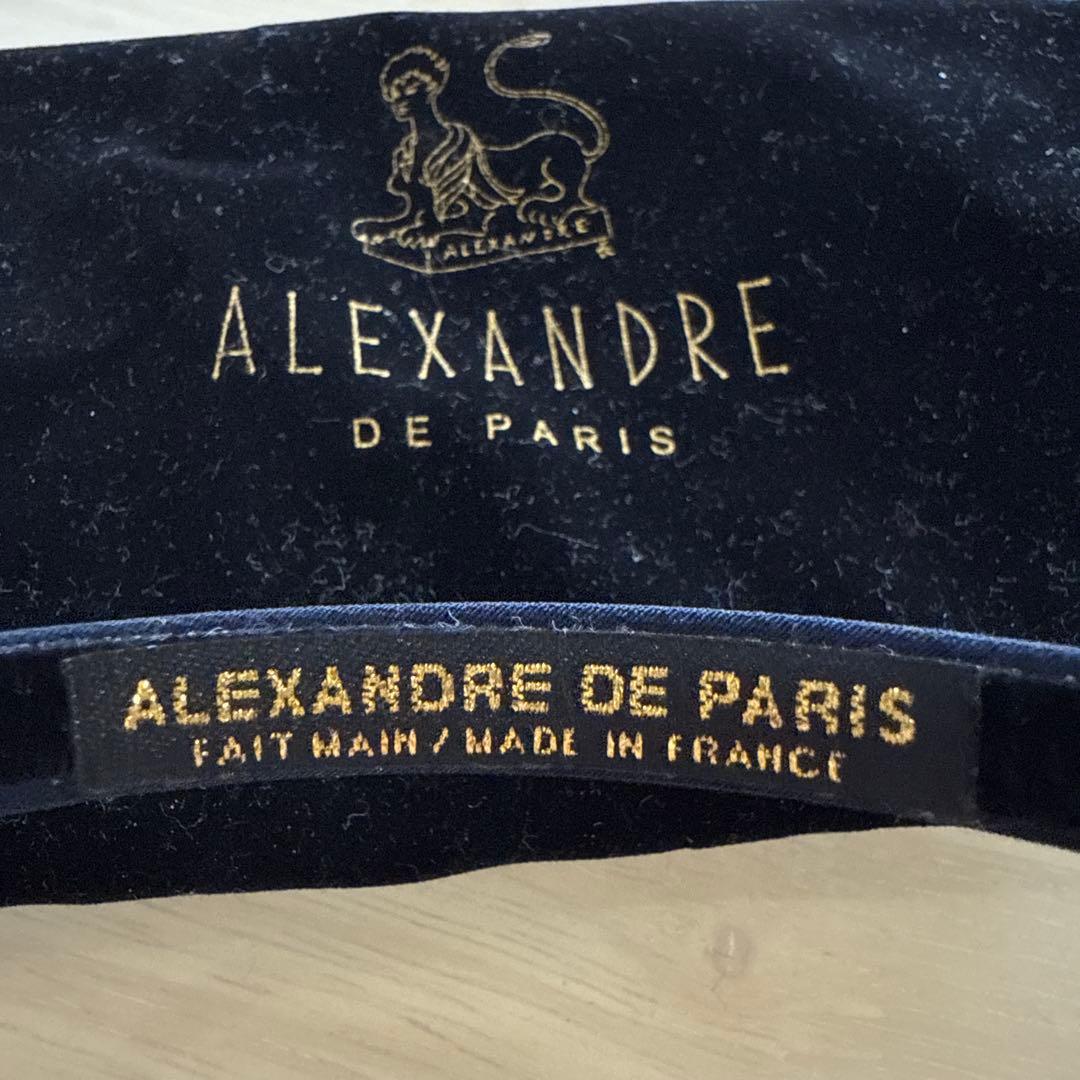 ALEXANDRE
ALEXANDRE
DE PARIS
ALEXANDRE DE PARIS
FAIT MAIN / MADE IN FRANCE